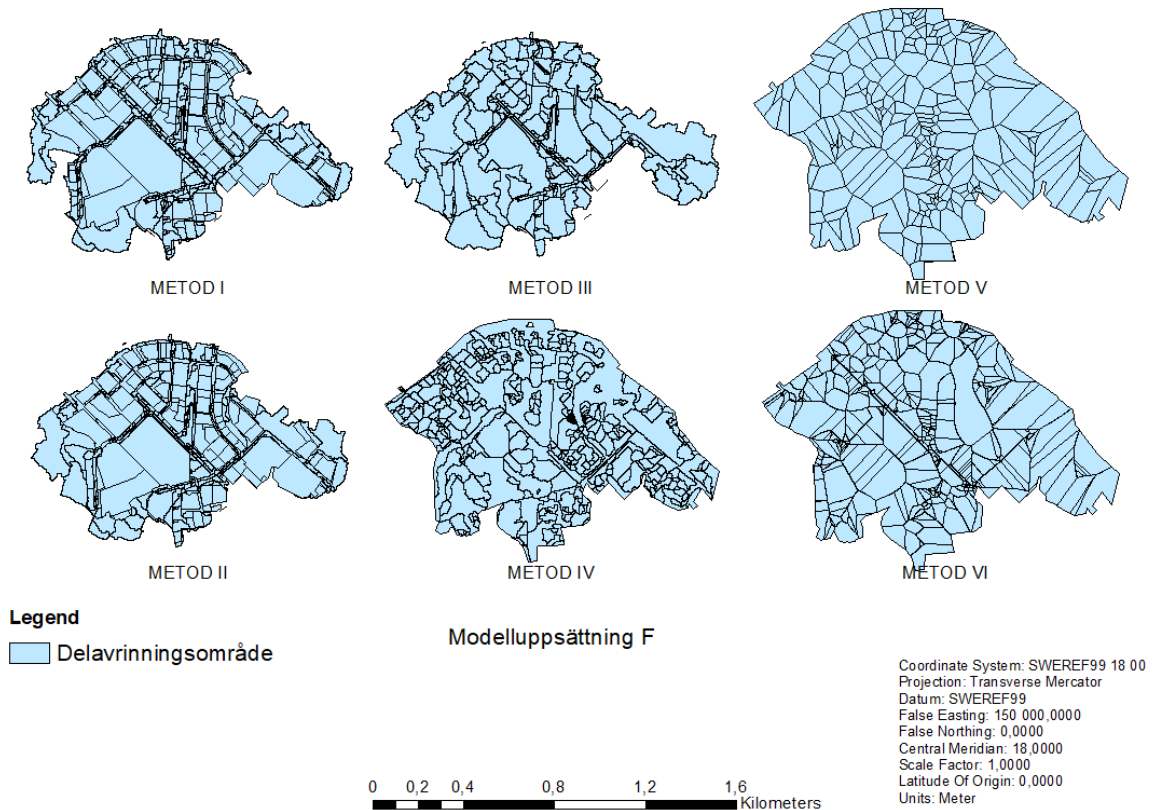 METOD I
METOD III
METOD V
METOD II
METOD IV
METOD VI
Legend
Delavrinningsområde
Modelluppsättning F
Coordinate System: SWEREF99 18 00
Projection: Transverse Mercator
Datum: SWEREF99
False Easting: 150 000,0000
False Northing: 0,0000
Central Meridian: 18,0000
Scale Factor: 1,0000
Latitude Of Origin: 0,0000
Units: Meter
0 0,2 0,4 0,8 1,2 1,6
Kilometers